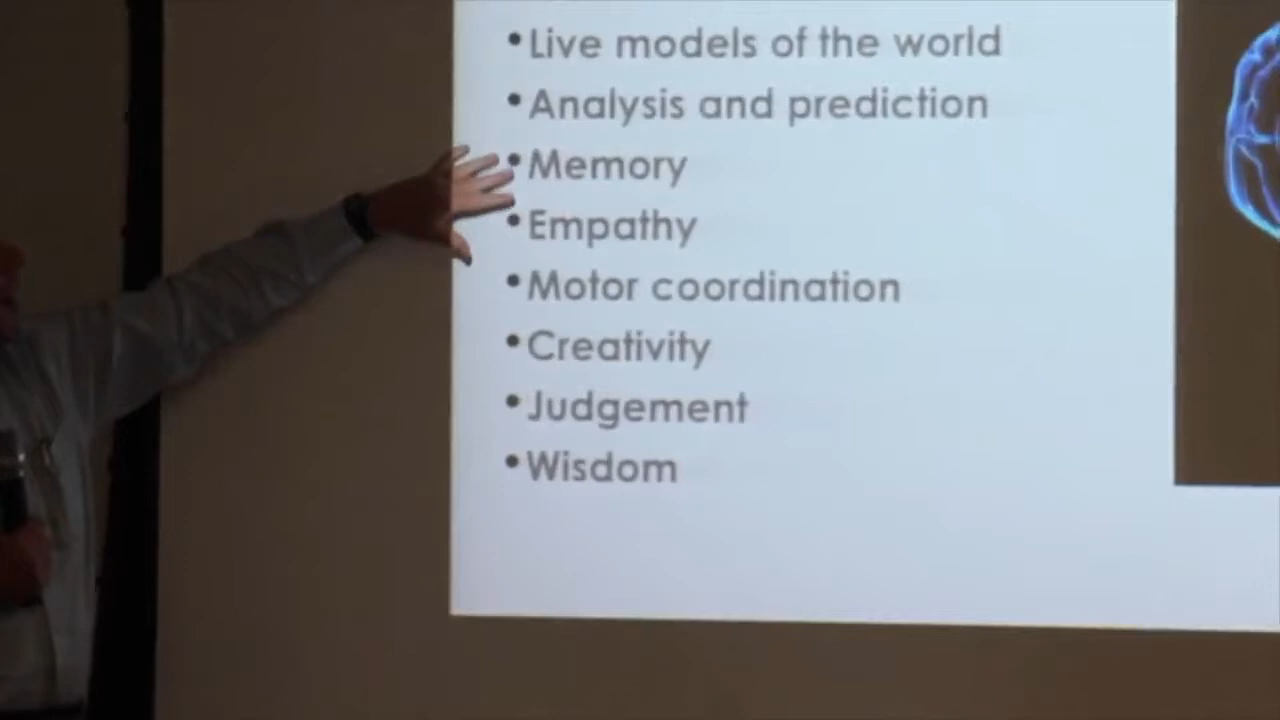 •Live models of the world
•Analysis and prediction
•Memory
•Empathy
•Motor coordination
•Creativity
•Judgement
•Wisdom